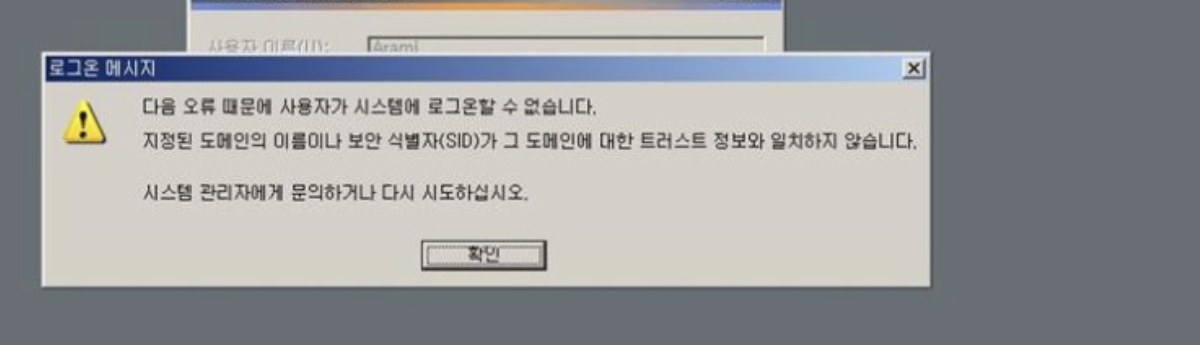 사용자 이름(U):
Arami
로그온 메시지
다음 오류 때문에 사용자가 시스템에 로그온할 수 없습니다.
지정된 도메인의 이름이나 보안 식별자(SID)가 그 도메인에 대한 트러스트 정보와 일치하지 않습니다.
시스템 관리자에게 문의하거나 다시 시도하십시오.
확인